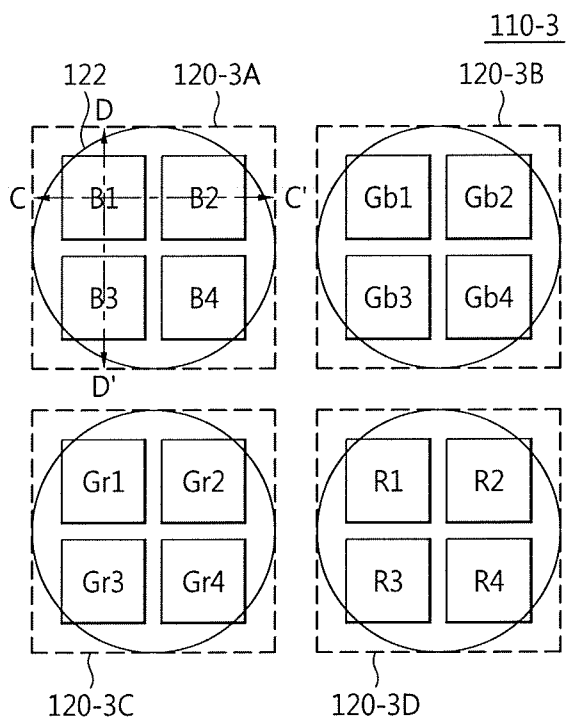 110-3
122
120-3A
120-3B
D
C
B1
B2
C'
Gb1
Gb2
B3
B4
Gb3
Gb4
D'
Gr1
Gr2
R1
R2
Gr3
Gr4
R3
R4
120-3C
120-3D